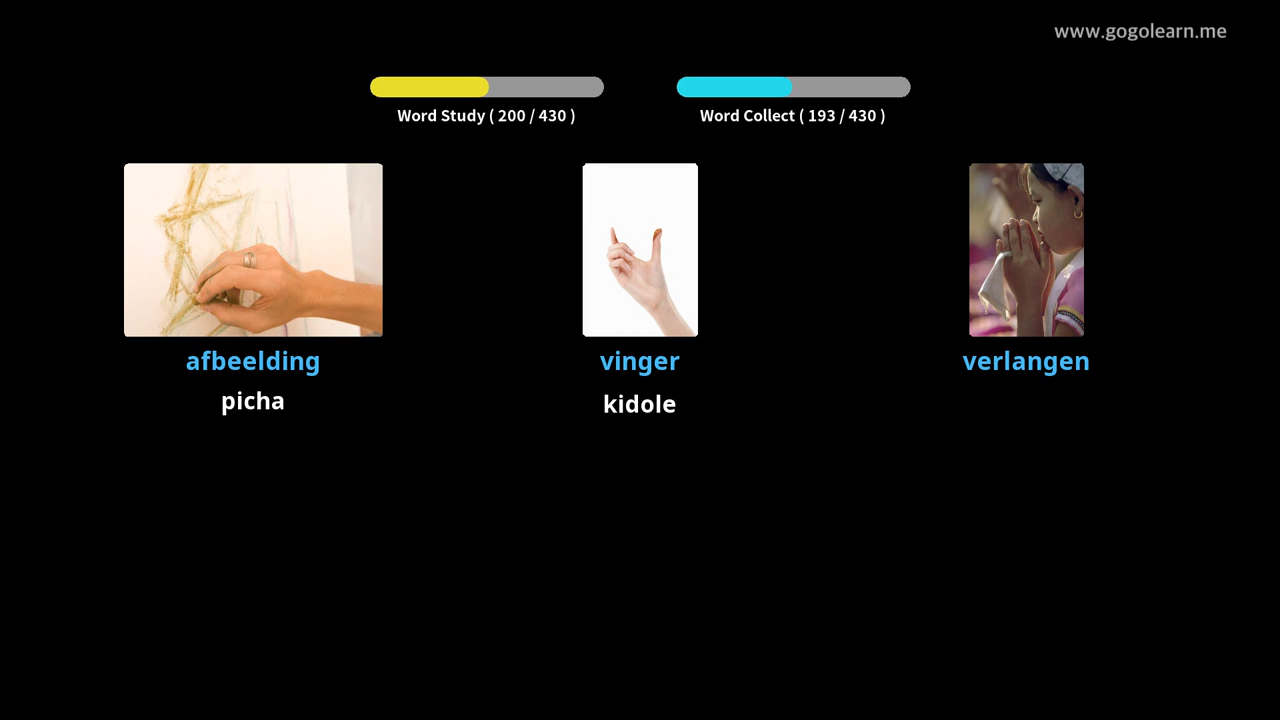 www.gogolearn.me
Word Study ( 200 / 430 )
Word Collect ( 193 / 430 )
afbeelding
picha
vinger
kidole
verlangen